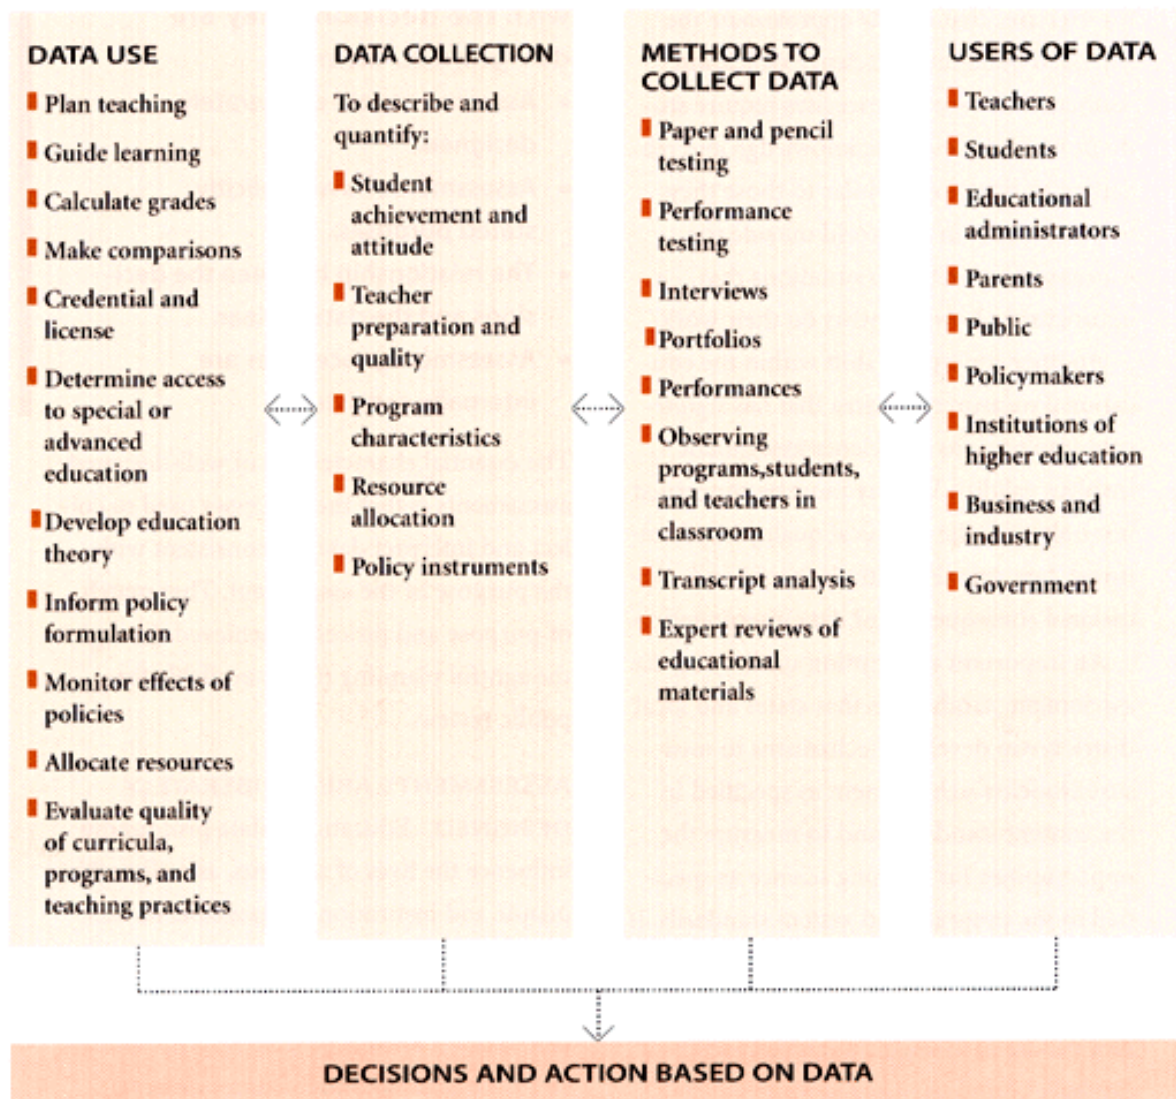 DATA USE
Plan teaching
Guide learning
Calculate grades
Make comparisons
Credential and
license
Determine access
to special or
advanced
education
Develop education
theory
Inform policy
formulation
Monitor effects of
policies
Allocate resources
Evaluate quality
of curricula,
programs, and
teaching practices
DATA COLLECTION
To describe and
quantify:
Student
achievement and
attitude
Teacher
preparation and
quality
Program
characteristics
Resource
allocation
Policy instruments
METHODS TO
COLLECT DATA
Paper and pencil
testing
Performance
testing
Interviews
Portfolios
Performances
Observing
programs,students,
and teachers in
classroom
Transcript analysis
Expert reviews of
educational
materials
USERS OF DATA
Teachers
Students
Educational
administrators
Parents
Public
Policymakers
Institutions of
higher education
Business and
industry
Government
DECISIONS AND ACTION BASED ON DATA